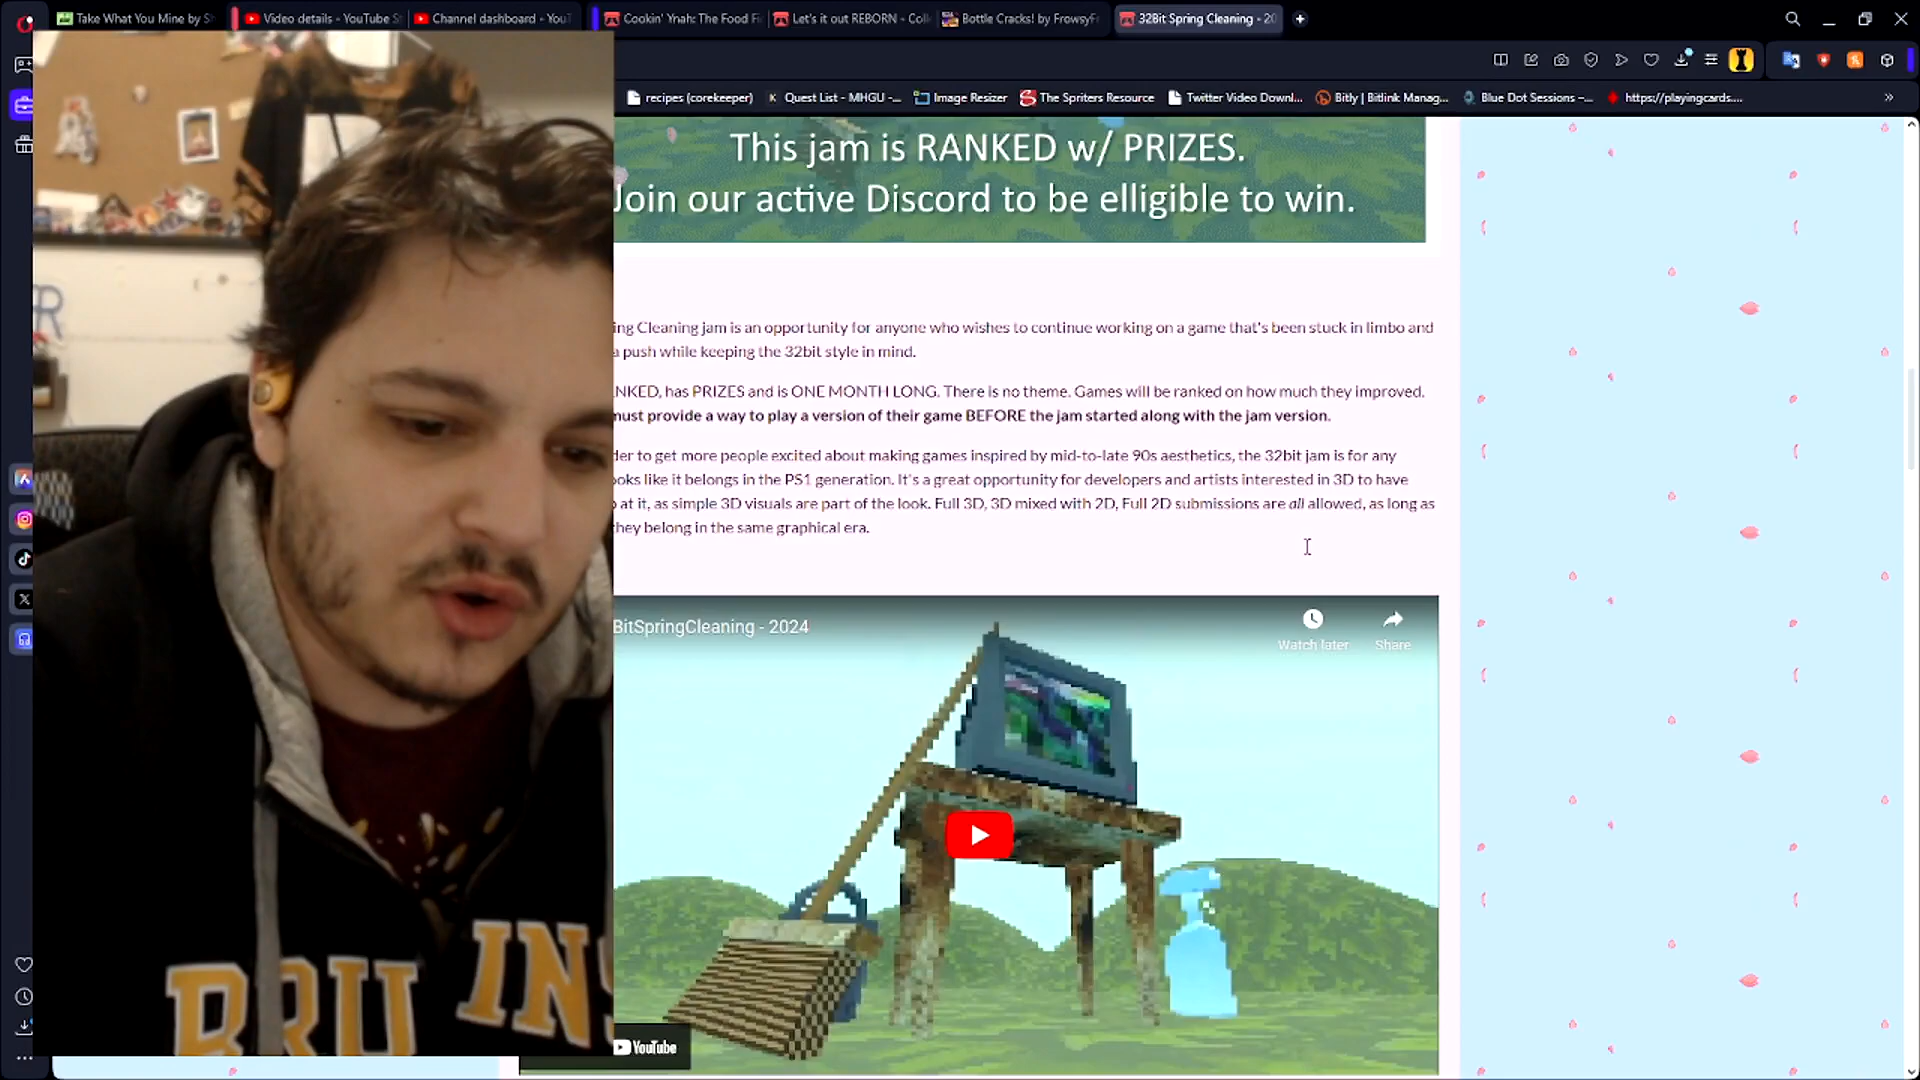 Take What You Mine by S
Video details - YouTube S
Channel dashboard - YouT
Cookin' Ynah: The Food Fi
Let's it out REBORN - Coll
Bottle Cracks! by FrowsyF
32Bit Spring Cleaning - 20
recipes (corekeeper)
Quest List - MHGU -...
Image Resizer
The Spriters Resource
Twitter Video Downl...
Bitly | Bitlink Manag...
Blue Dot Sessions –...
https://playingcards....
This jam is RANKED w/ PRIZES.
Join our active Discord to be elligible to win.
ing Cleaning jam is an opportunity for anyone who wishes to continue working on a game that's been stuck in limbo and
a push while keeping the 32bit style in mind.
NKED, has PRIZES and is ONE MONTH LONG. There is no theme. Games will be ranked on how much they improved.
must provide a way to play a version of their game BEFORE the jam started along with the jam version.
der to get more people excited about making games inspired by mid-to-late 90s aesthetics, the 32bit jam is for any
ooks like it belongs in the PS1 generation. It's a great opportunity for developers and artists interested in 3D to have
at it, as simple 3D visuals are part of the look. Full 3D, 3D mixed with 2D, Full 2D submissions are all allowed, as long as
they belong in the same graphical era.
BitSpringCleaning - 2024
Watch later
Share
YouTube
BRUINS